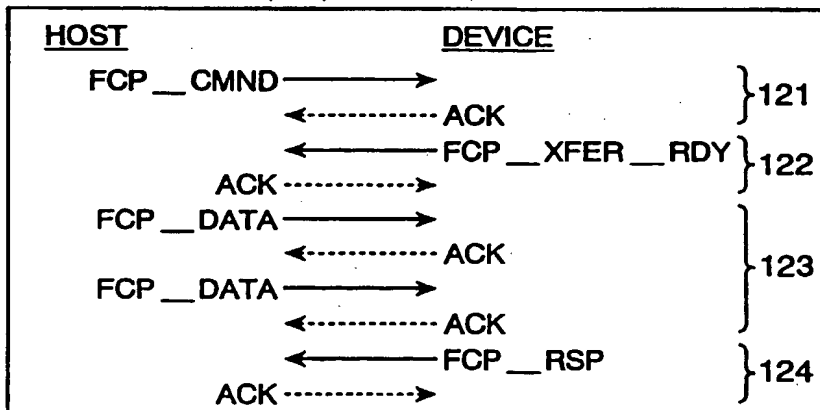 HOST DEVICE
FCP__CMND
ACK 121
FCP__XFER__RDY 122
ACK
FCP__DATA
ACK 123
FCP__DATA
ACK
FCP__RSP
ACK 124